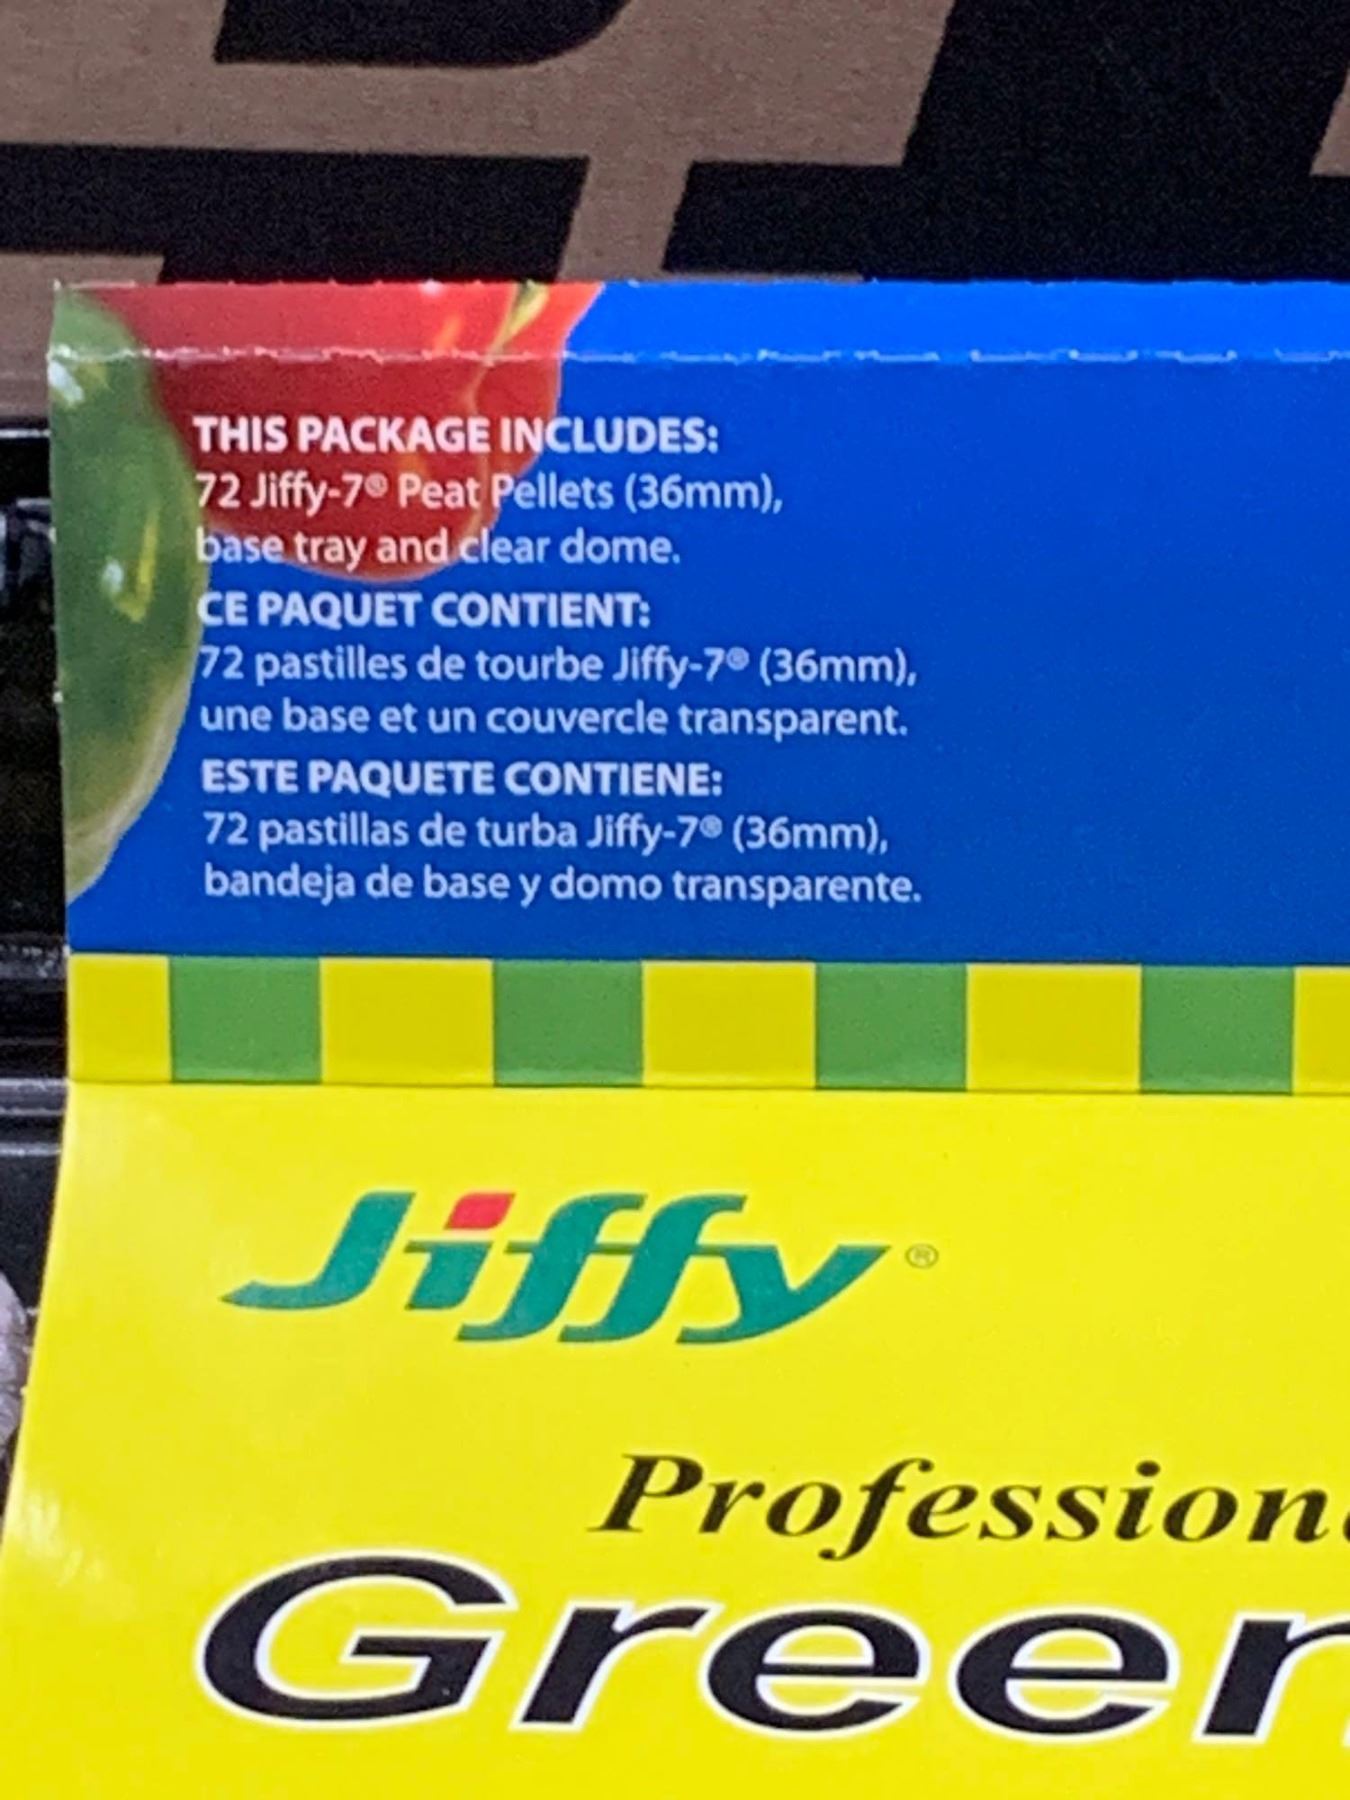 THIS PACKAGE INCLUDES:
72 Jiffy-7® Peat Pellets (36mm),
base tray and clear dome.
CE PAQUET CONTIENT:
72 pastilles de tourbe Jiffy-7® (36mm),
une base et un couvercle transparent.
ESTE PAQUETE CONTIENE:
72 pastillas de turba Jiffy-7® (36mm),
bandeja de base y domo transparente.
Jiffy®
Profession
Green